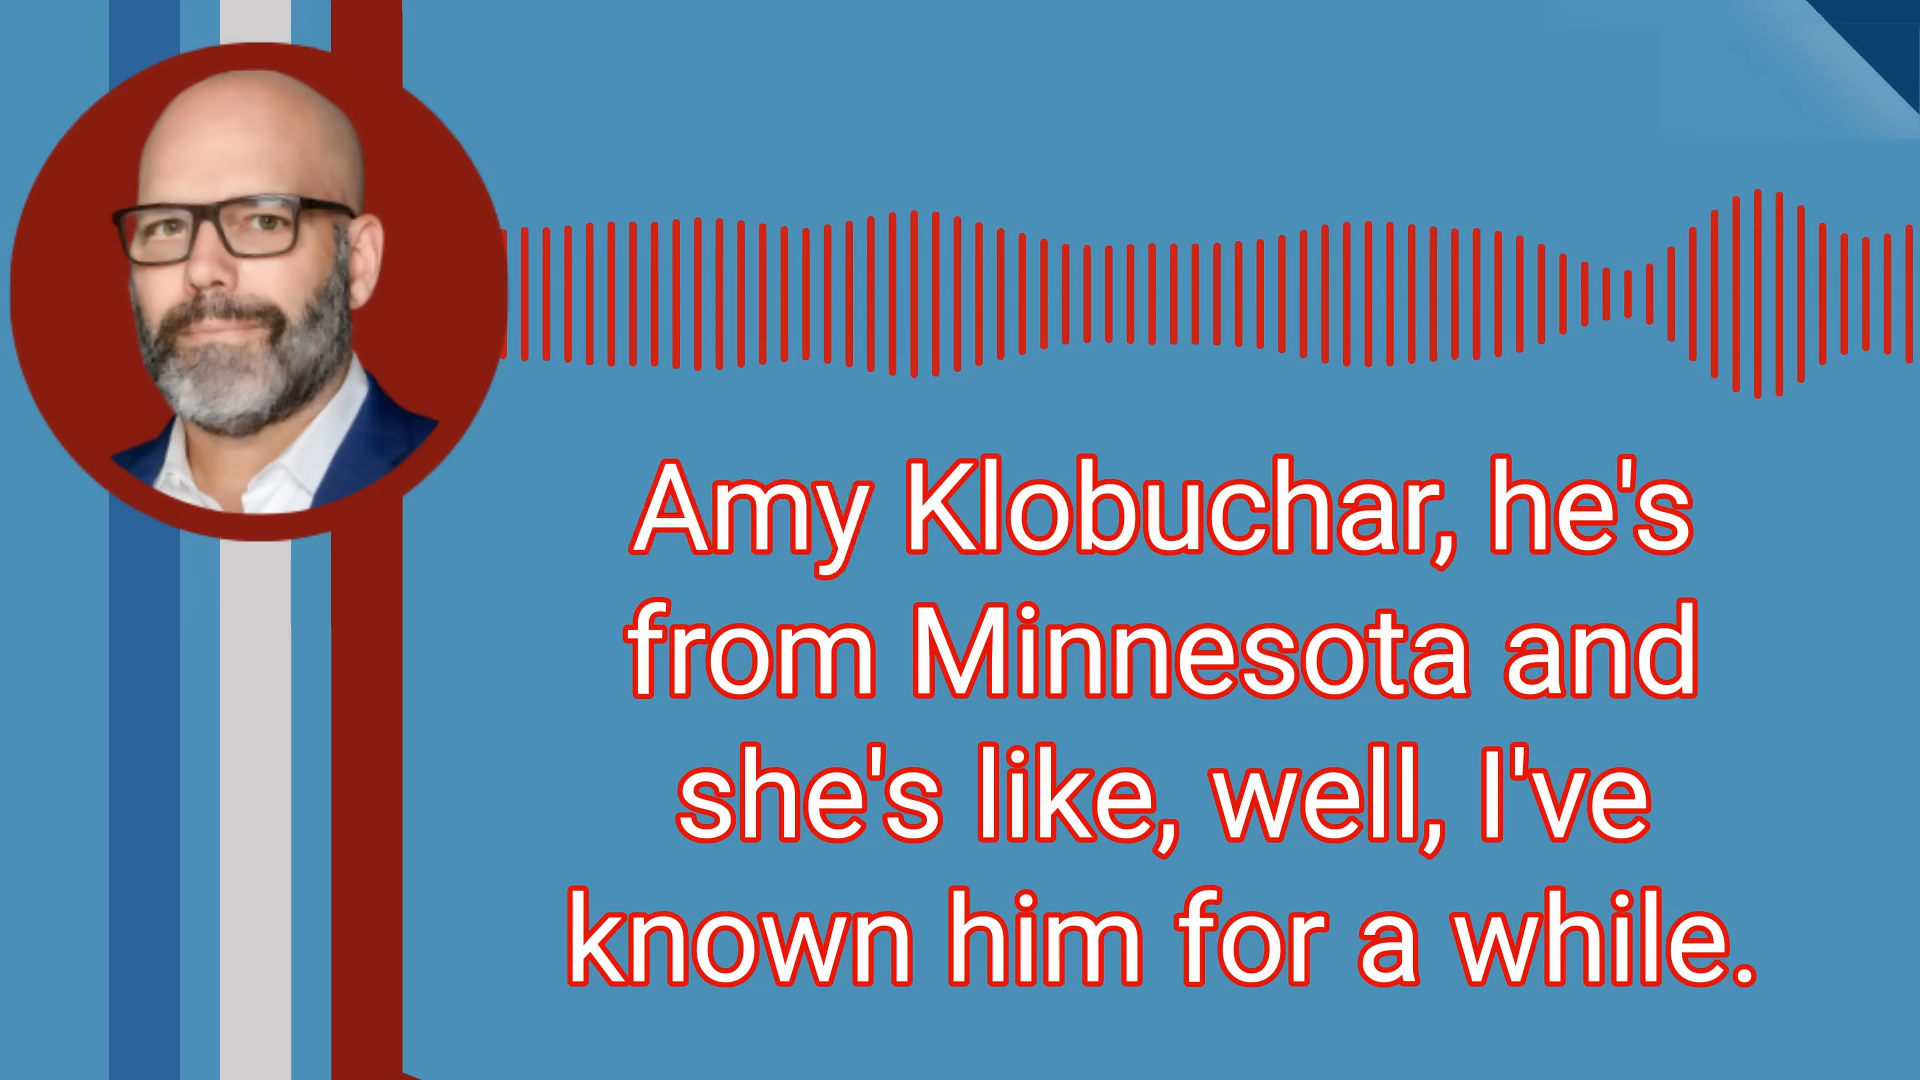 Amy Klobuchar, he's
from Minnesota and
she's like, well, I've
known him for a while.